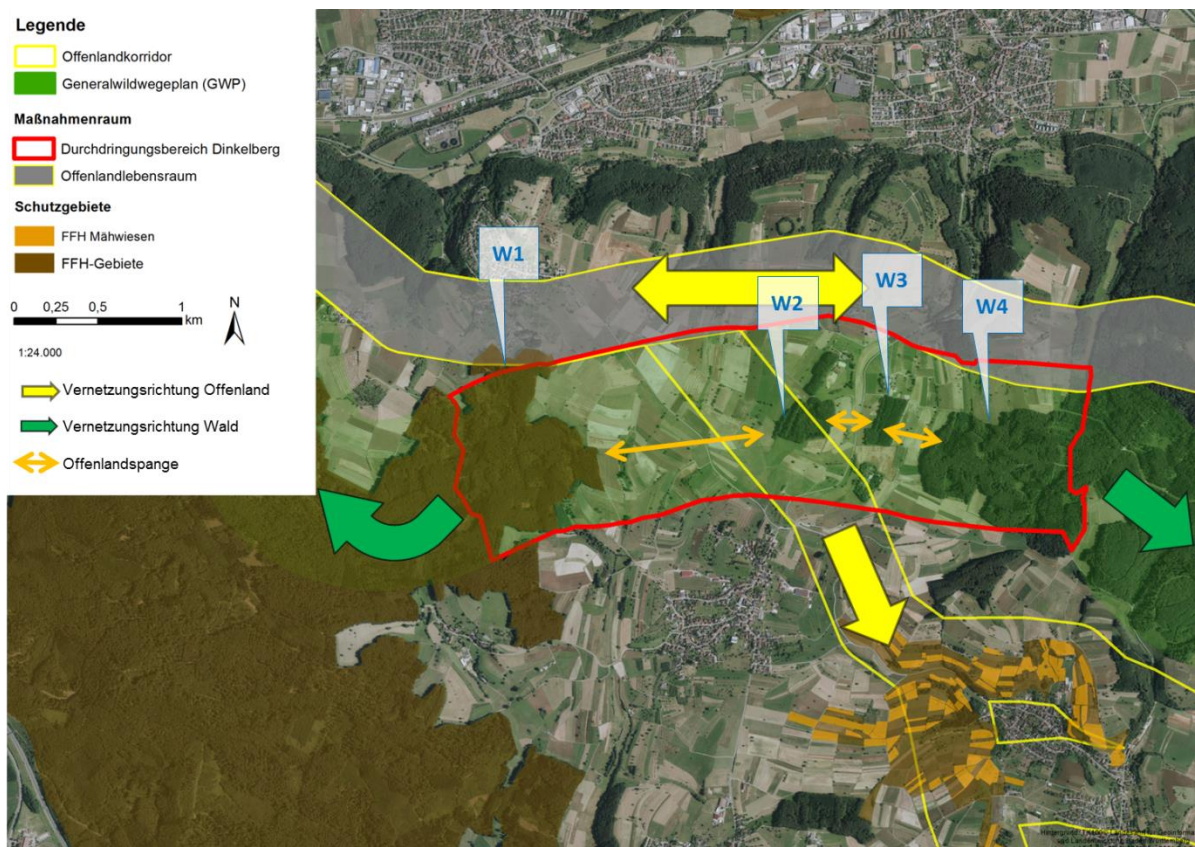 Legende
Offenlandkorridor
Generalwildwegeplan (GWP)
Maßnahmenraum
Durchdringungsbereich Dinkelberg
Offenlandlebensraum
Schutzgebiete
FFH Mähwiesen
FFH-Gebiete
0 0,25 0,5 1
km
N
1:24.000
Vernetzungsrichtung Offenland
Vernetzungsrichtung Wald
Offenlandspange
W1
W2
W3
W4